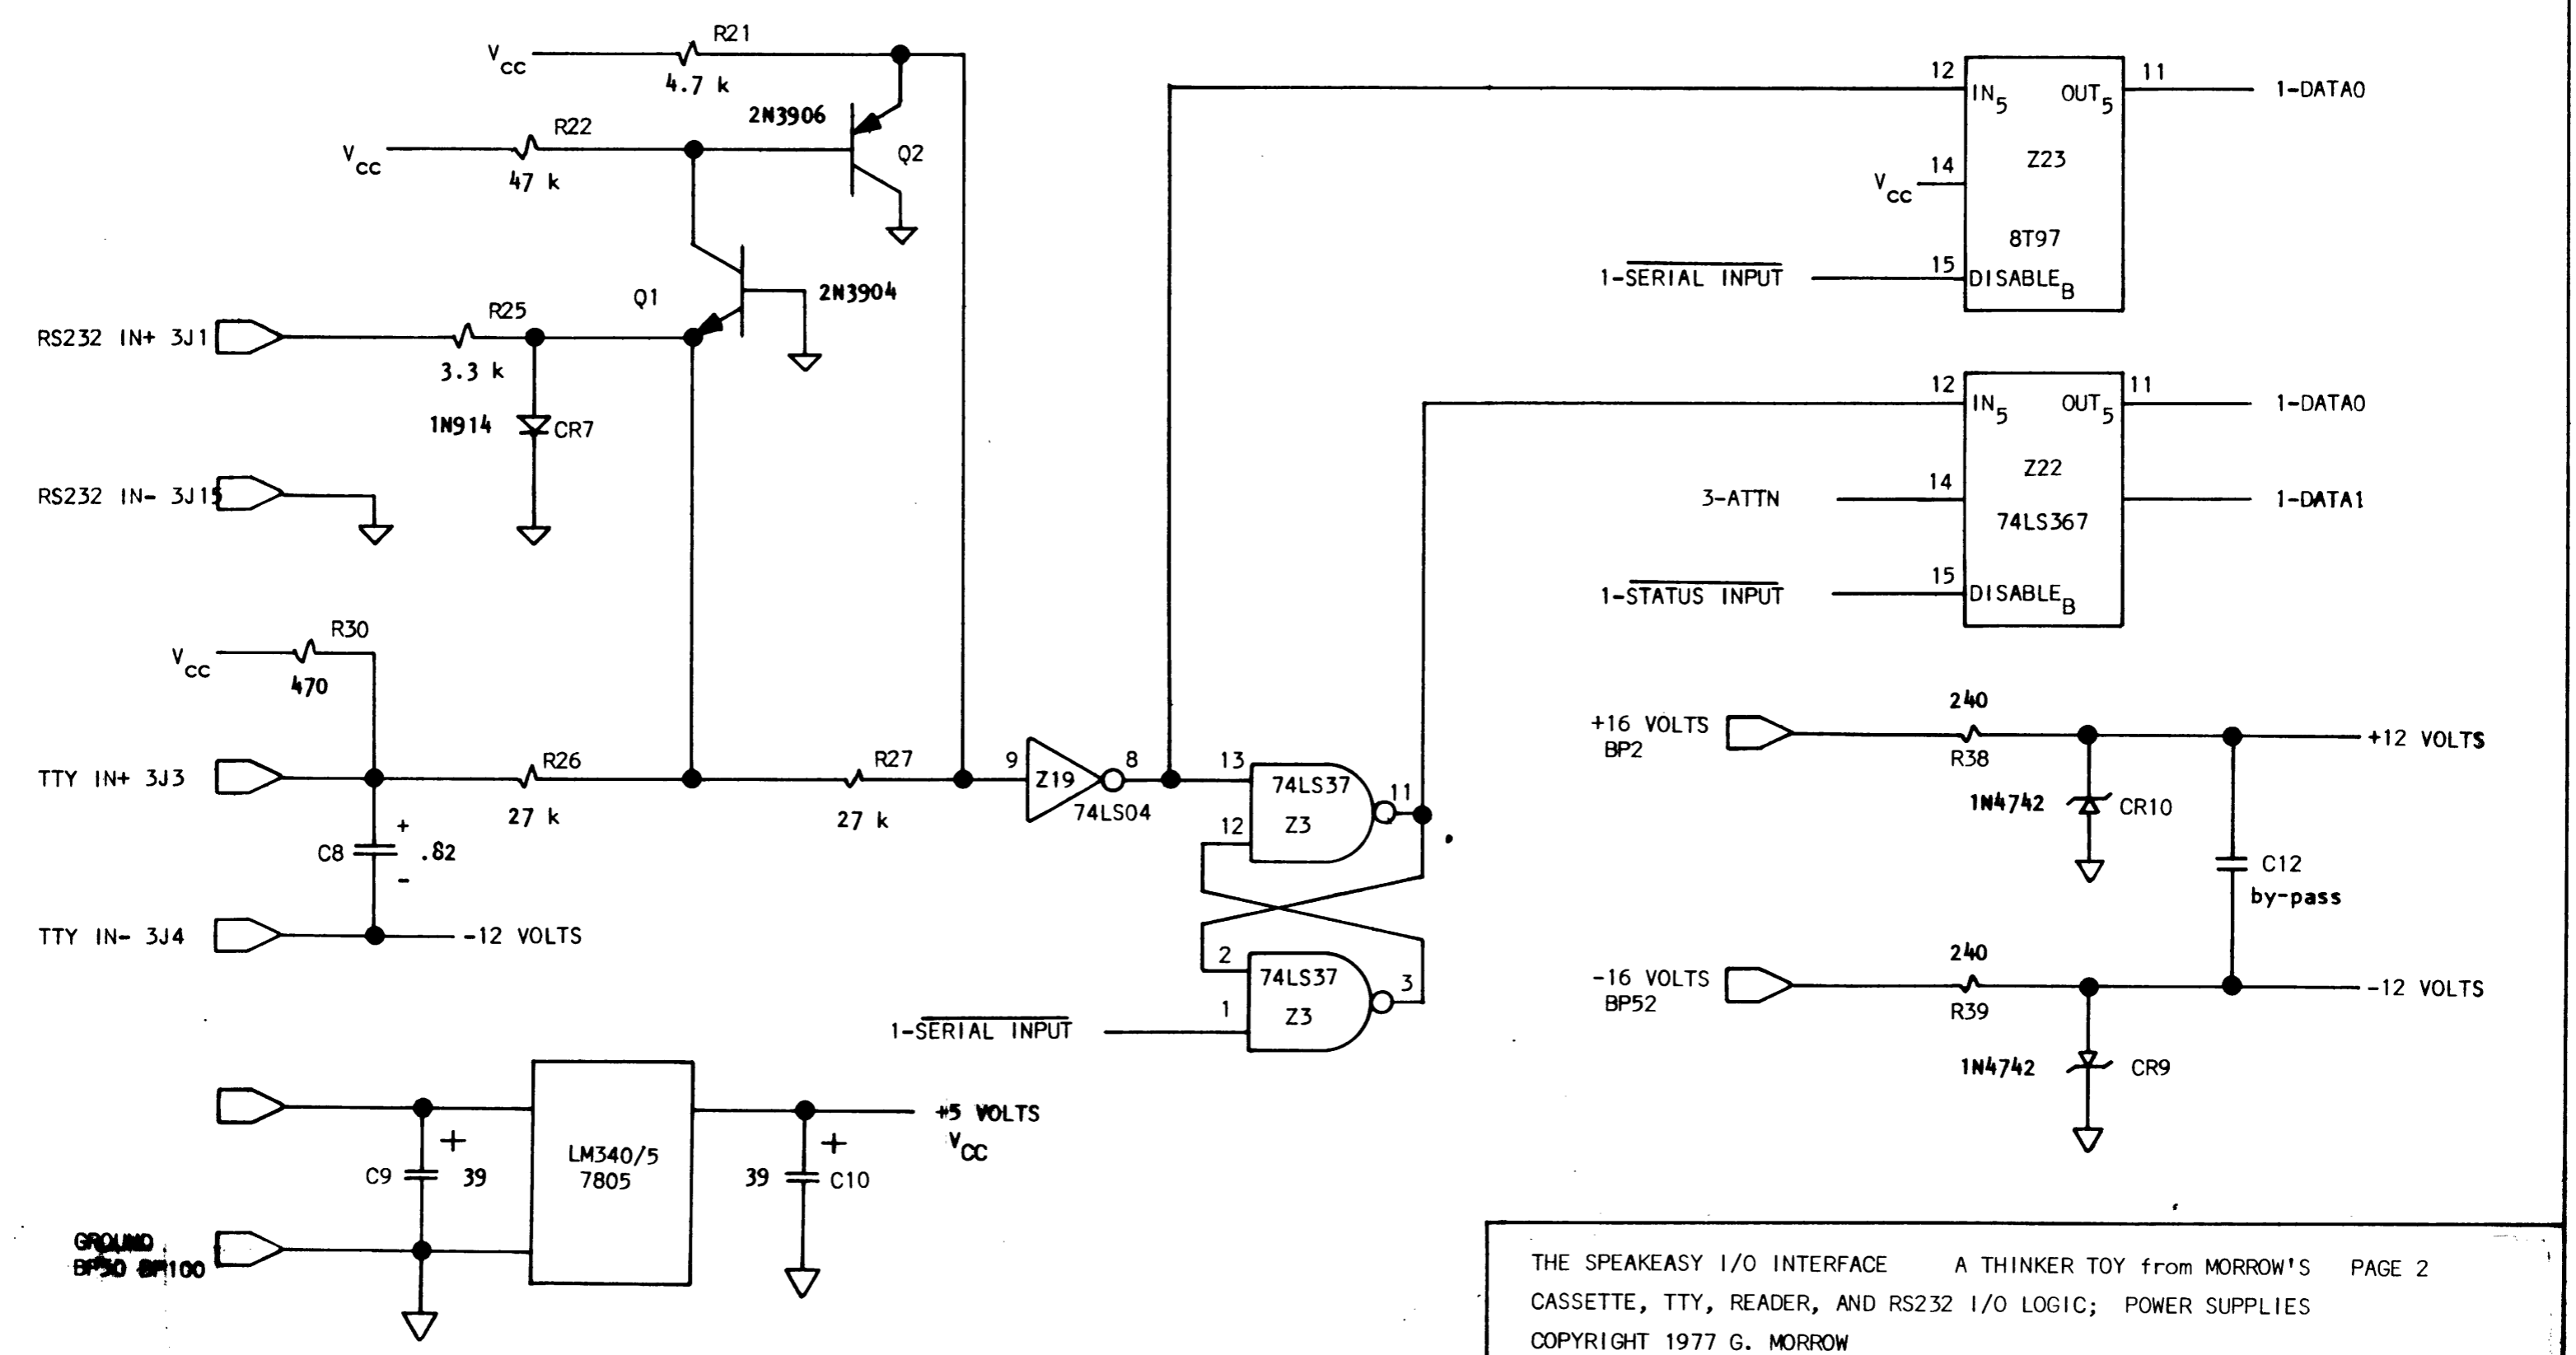 R21
VCC
4.7 k
2N3906
R22
VCC
47 k
Q2
Q1
2N3904
RS232 IN+ 3J1
R25
3.3 k
1N914
CR7
RS232 IN- 3J15
R30
VCC
470
TTY IN+ 3J3
R26
27 k
R27
27 k
9
Z19
8
74LS04
C8
+
.82
-
TTY IN- 3J4
-12 VOLTS
13
12
74LS37
Z3
11
2
1
74LS37
Z3
3
1-SERIAL INPUT
12
IN5
OUT5
11
1-DATA0
Z23
14
VCC
8T97
1-SERIAL INPUT
15
DISABLEB
12
IN5
OUT5
11
1-DATA0
Z22
3-ATTN
14
74LS367
1-DATA1
1-STATUS INPUT
15
DISABLEB
+16 VOLTS
BP2
240
R38
+12 VOLTS
1N4742
CR10
C12
by-pass
-16 VOLTS
BP52
240
R39
-12 VOLTS
1N4742
CR9
C9
+
39
LM340/5
7805
+5 VOLTS
VCC
39
+
C10
GROUND
BP50 BP100
THE SPEAKEASY I/O INTERFACE A THINKER TOY from MORROW'S PAGE 2
CASSETTE, TTY, READER, AND RS232 I/O LOGIC; POWER SUPPLIES
COPYRIGHT 1977 G. MORROW